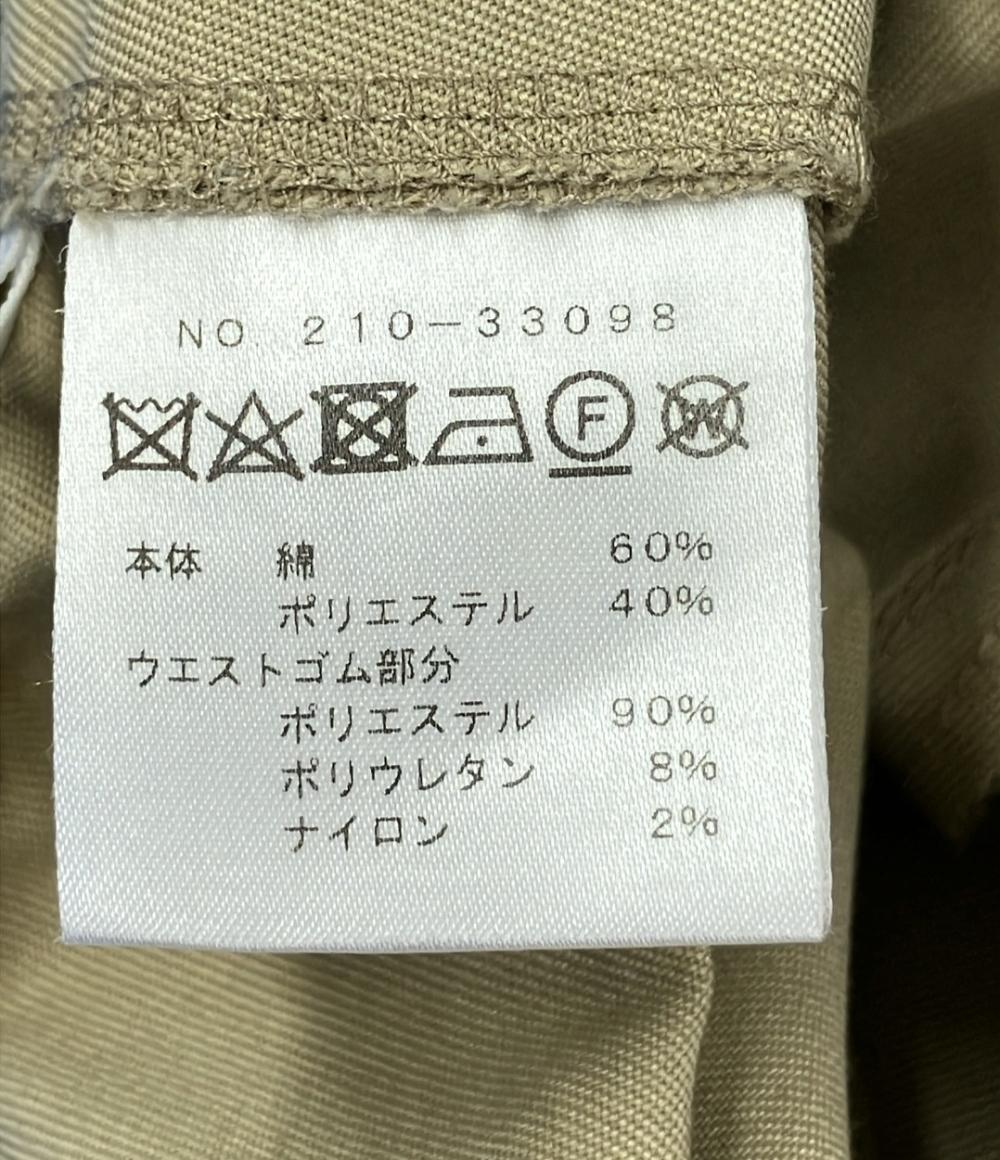 NO. 210-33098
F W
本体 綿 60%
ポリエステル 40%
ウエストゴム部分
ポリエステル 90%
ポリウレタン 8%
ナイロン 2%